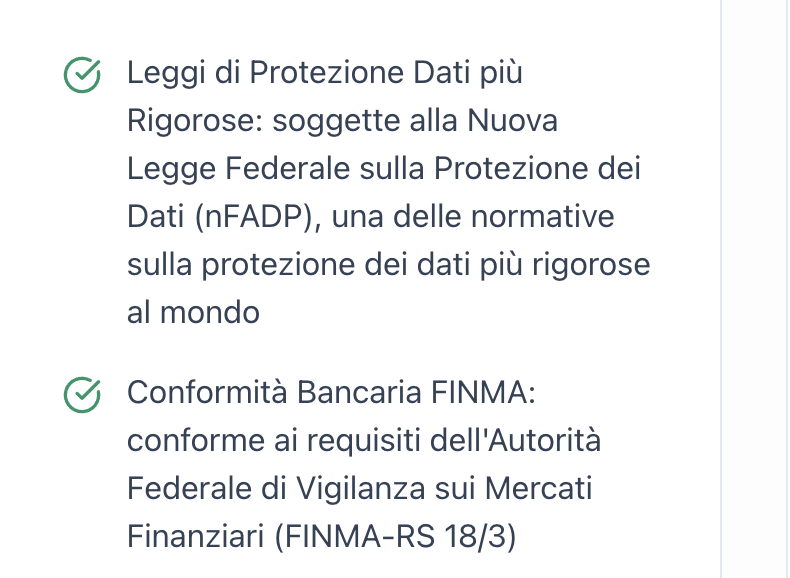 Leggi di Protezione Dati più
Rigorose: soggette alla Nuova
Legge Federale sulla Protezione dei
Dati (nFADP), una delle normative
sulla protezione dei dati più rigorose
al mondo
Conformità Bancaria FINMA:
conforme ai requisiti dell'Autorità
Federale di Vigilanza sui Mercati
Finanziari (FINMA-RS 18/3)